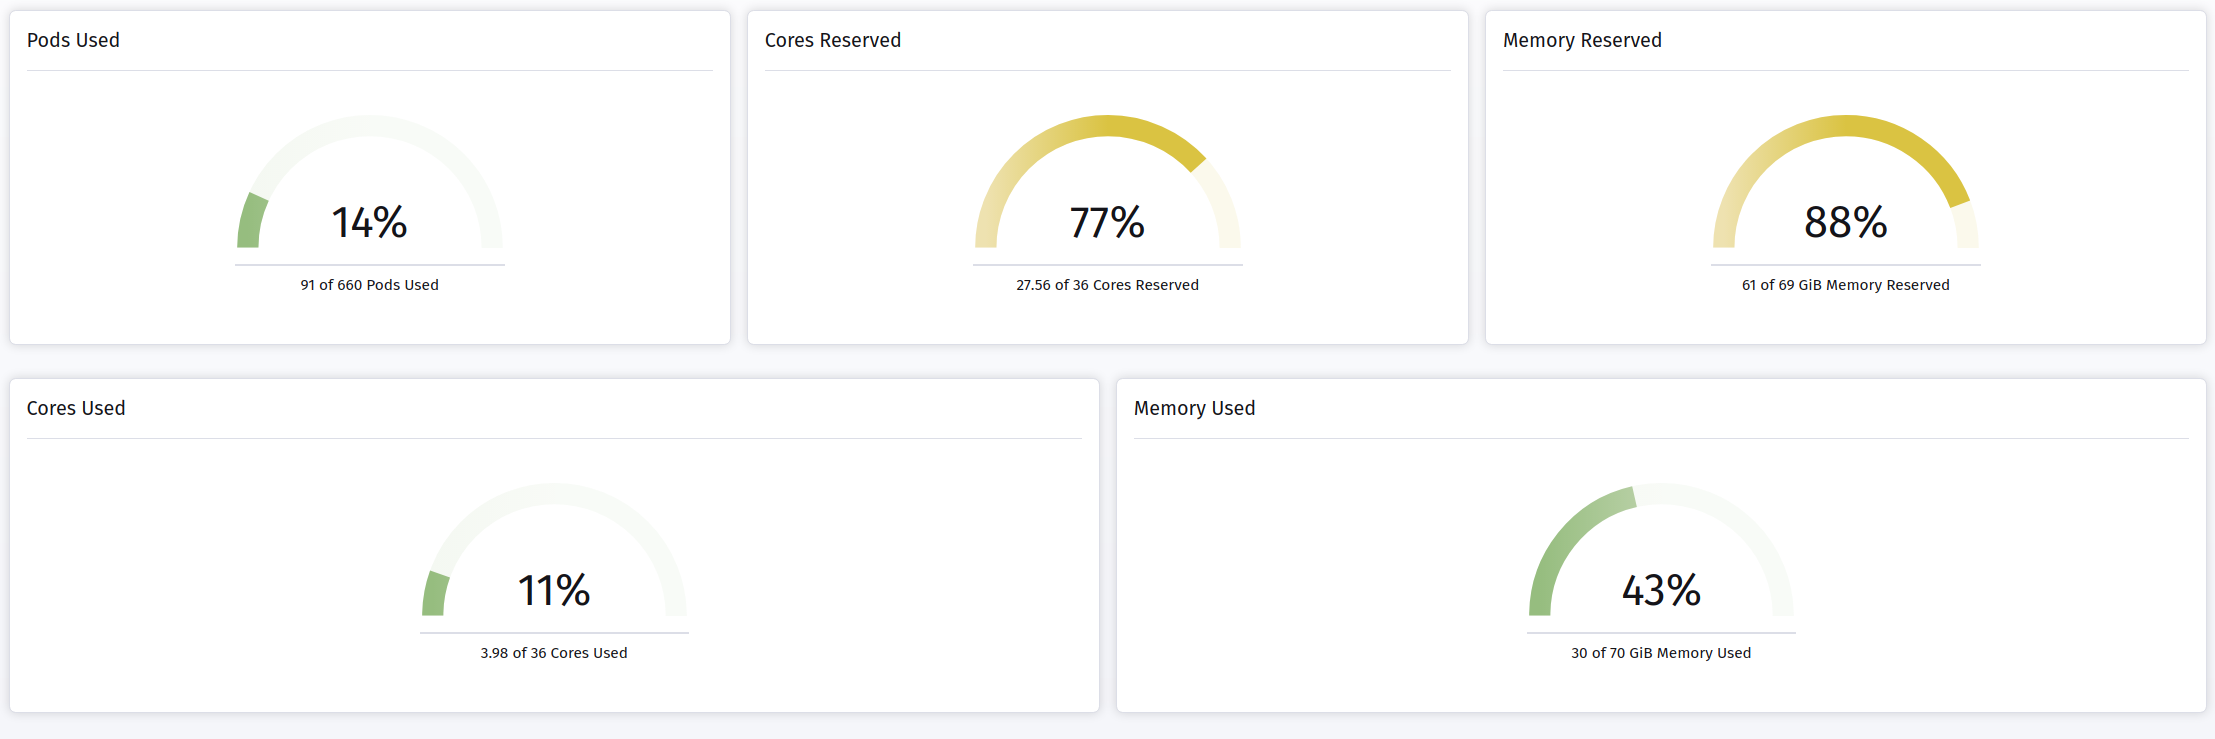 Pods Used
14%
91 of 660 Pods Used
Cores Reserved
77%
27.56 of 36 Cores Reserved
Memory Reserved
88%
61 of 69 GiB Memory Reserved
Cores Used
11%
3.98 of 36 Cores Used
Memory Used
43%
30 of 70 GiB Memory Used